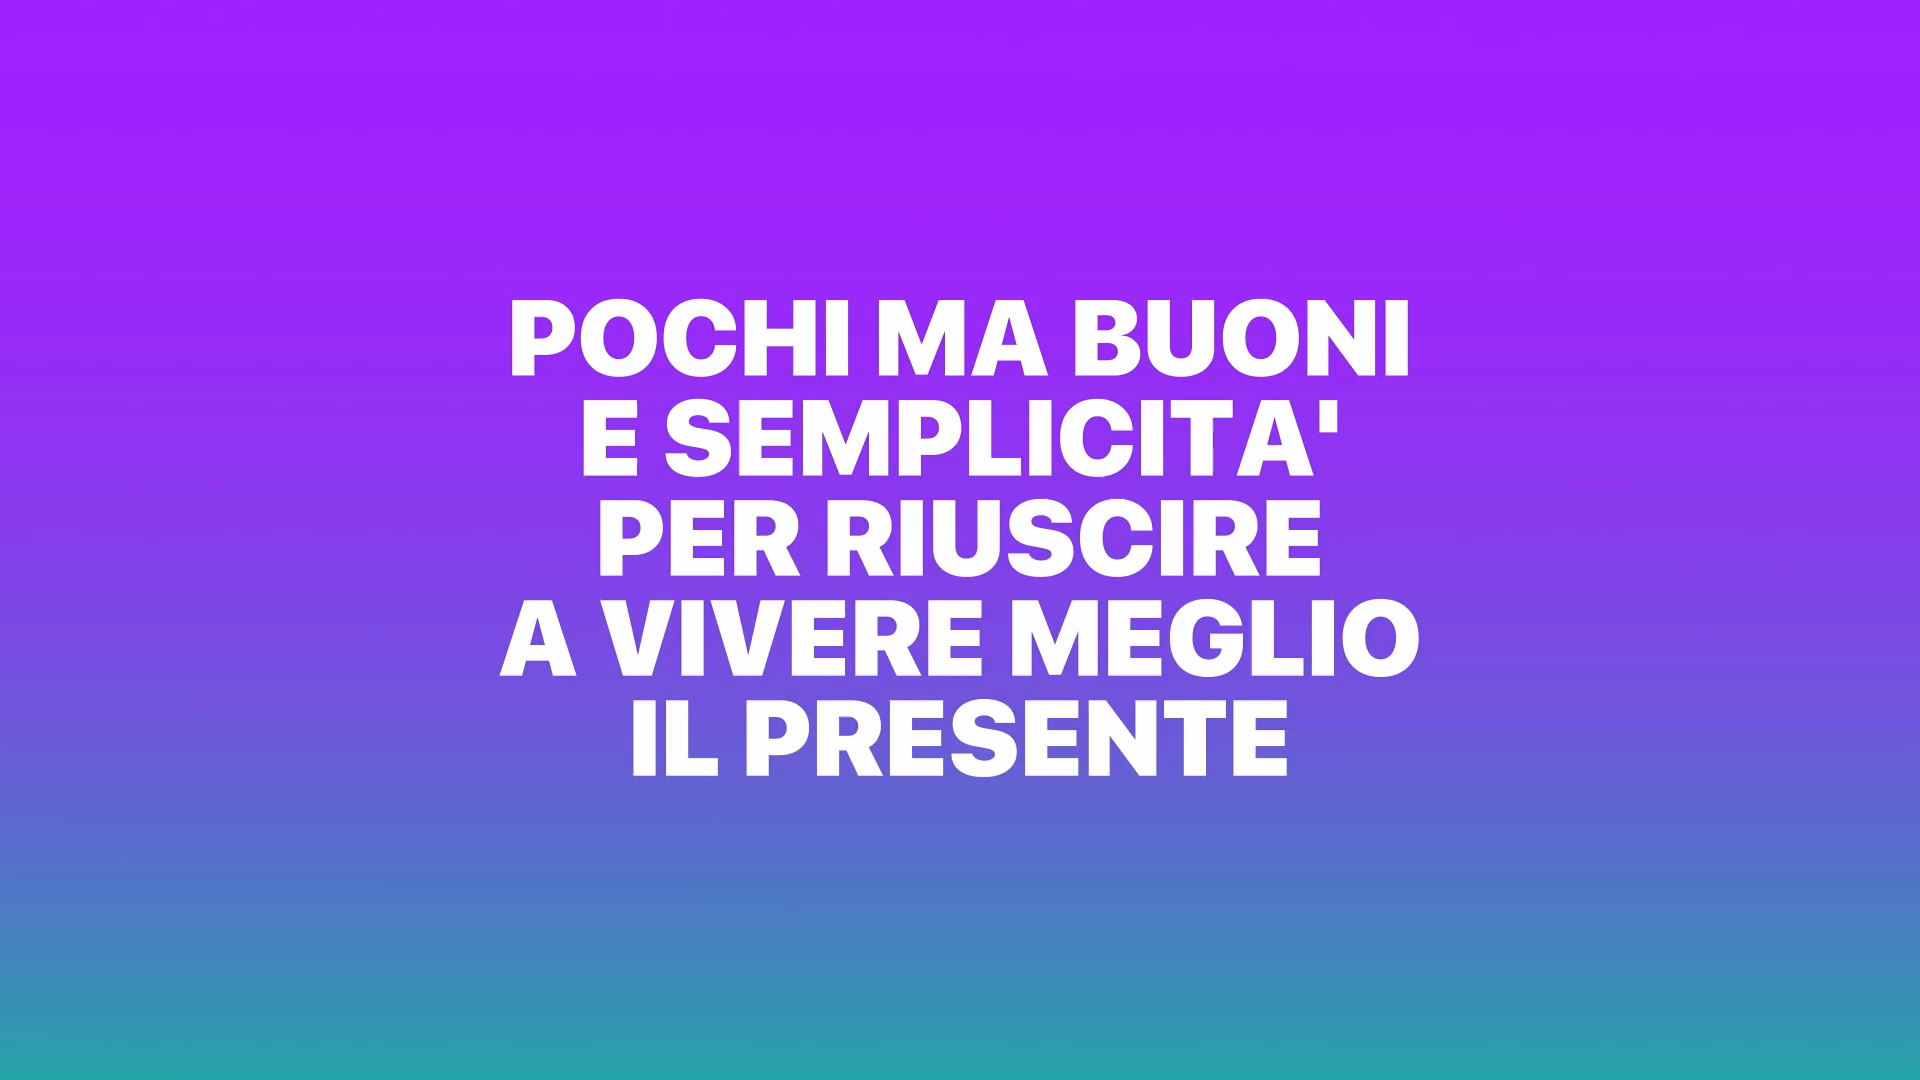 POCHI MA BUONI
E SEMPLICITA'
PER RIUSCIRE
A VIVERE MEGLIO
IL PRESENTE